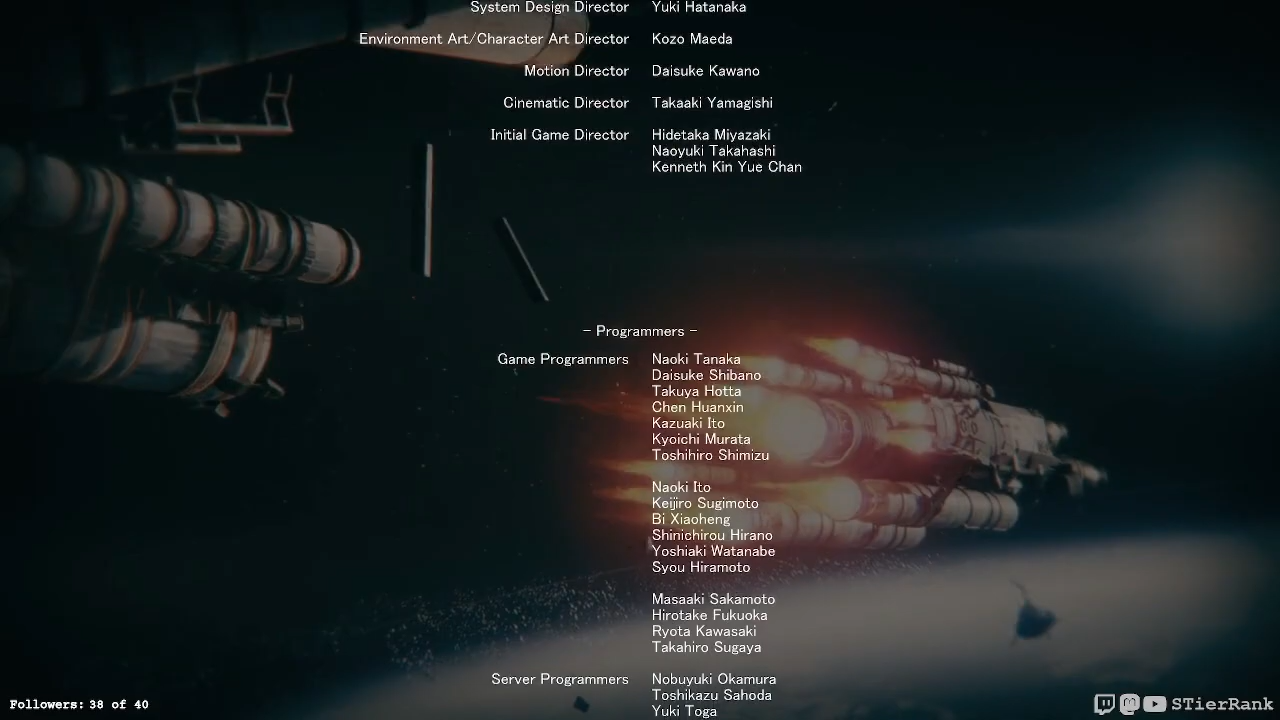 System Design Director Yuki Hatanaka
Environment Art/Character Art Director Kozo Maeda
Motion Director Daisuke Kawano
Cinematic Director Takaaki Yamagishi
Initial Game Director Hidetaka Miyazaki
Naoyuki Takahashi
Kenneth Kin Yue Chan
- Programmers -
Game Programmers Naoki Tanaka
Daisuke Shibano
Takuya Hotta
Chen Huanxin
Kazuaki Ito
Kyoichi Murata
Toshihiro Shimizu
Naoki Ito
Keijiro Sugimoto
Bi Xiaoheng
Shinichirou Hirano
Yoshiaki Watanabe
Syou Hiramoto
Masaaki Sakamoto
Hirotake Fukuoka
Ryota Kawasaki
Takahiro Sugaya
Server Programmers Nobuyuki Okamura
Toshikazu Sahoda
Yuki Toga
Followers: 38 of 40
STierRank